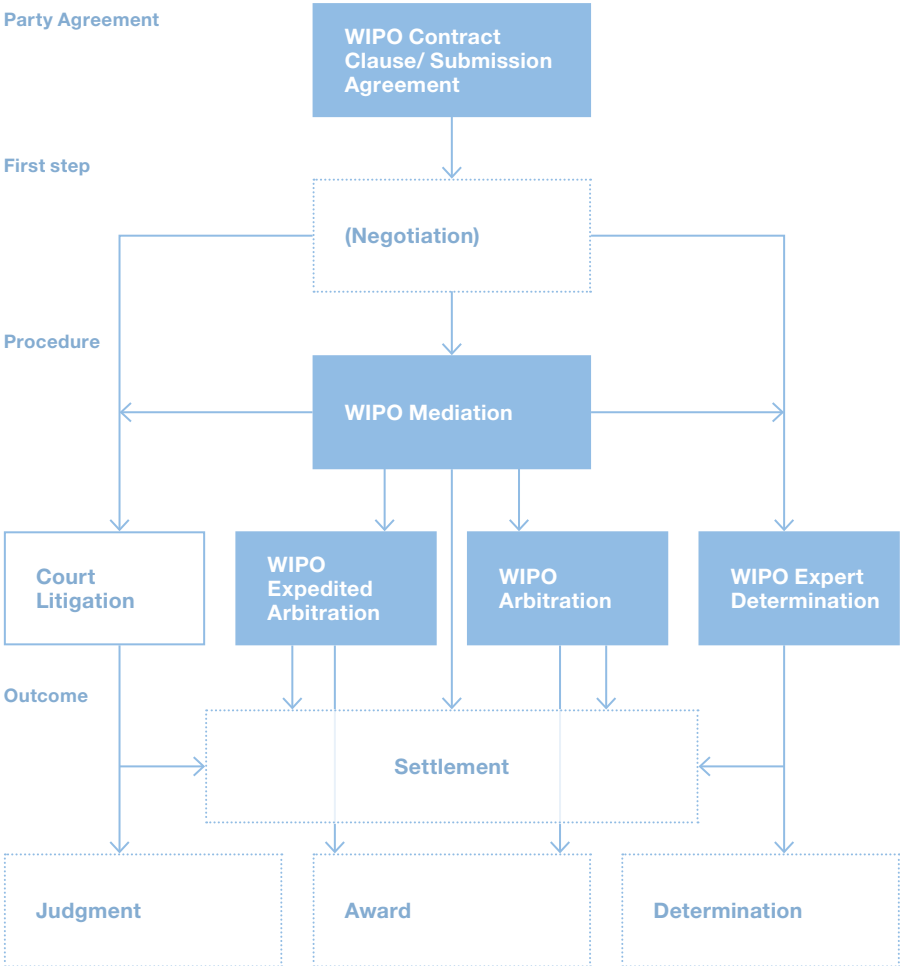 Party Agreement
WIPO Contract
Clause/ Submission
Agreement
First step
(Negotiation)
Procedure
WIPO Mediation
Court
Litigation
WIPO
Expedited
Arbitration
WIPO
Arbitration
WIPO Expert
Determination
Outcome
Settlement
Judgment
Award
Determination